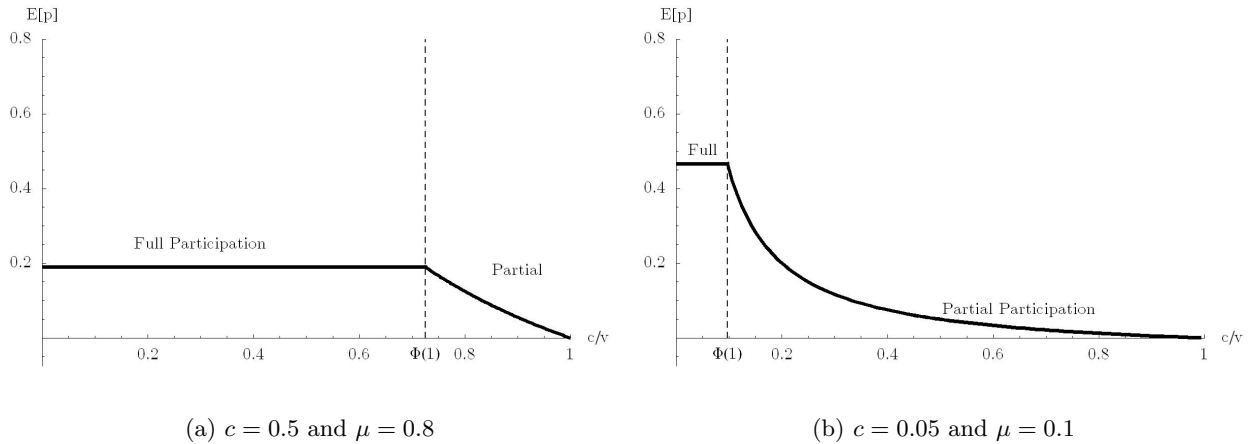 E[p]
0.8
0.6
0.4
0.2
Full Participation
Partial
0.2
0.4
0.6
Φ(1)
0.8
1
c/v
(a) c = 0.5 and μ = 0.8
E[p]
0.8
0.6
Full
0.4
0.2
Partial Participation
Φ(1)
0.2
0.4
0.6
0.8
1
c/v
(b) c = 0.05 and μ = 0.1